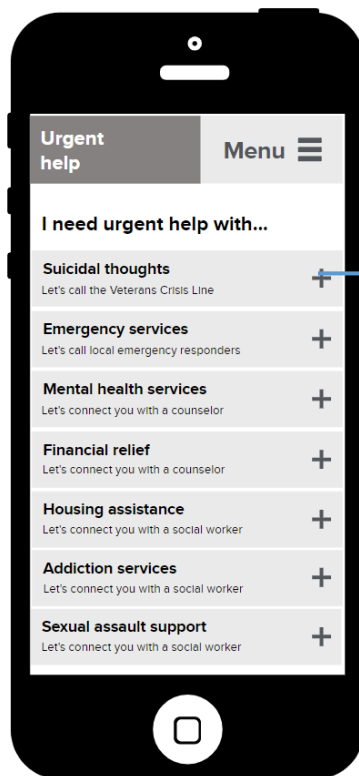 Urgent
help
Menu
I need urgent help with...
Suicidal thoughts
Let's call the Veterans Crisis Line
Emergency services
Let's call local emergency responders
Mental health services
Let's connect you with a counselor
Financial relief
Let's connect you with a counselor
Housing assistance
Let's connect you with a social worker
Addiction services
Let's connect you with a social worker
Sexual assault support
Let's connect you with a social worker